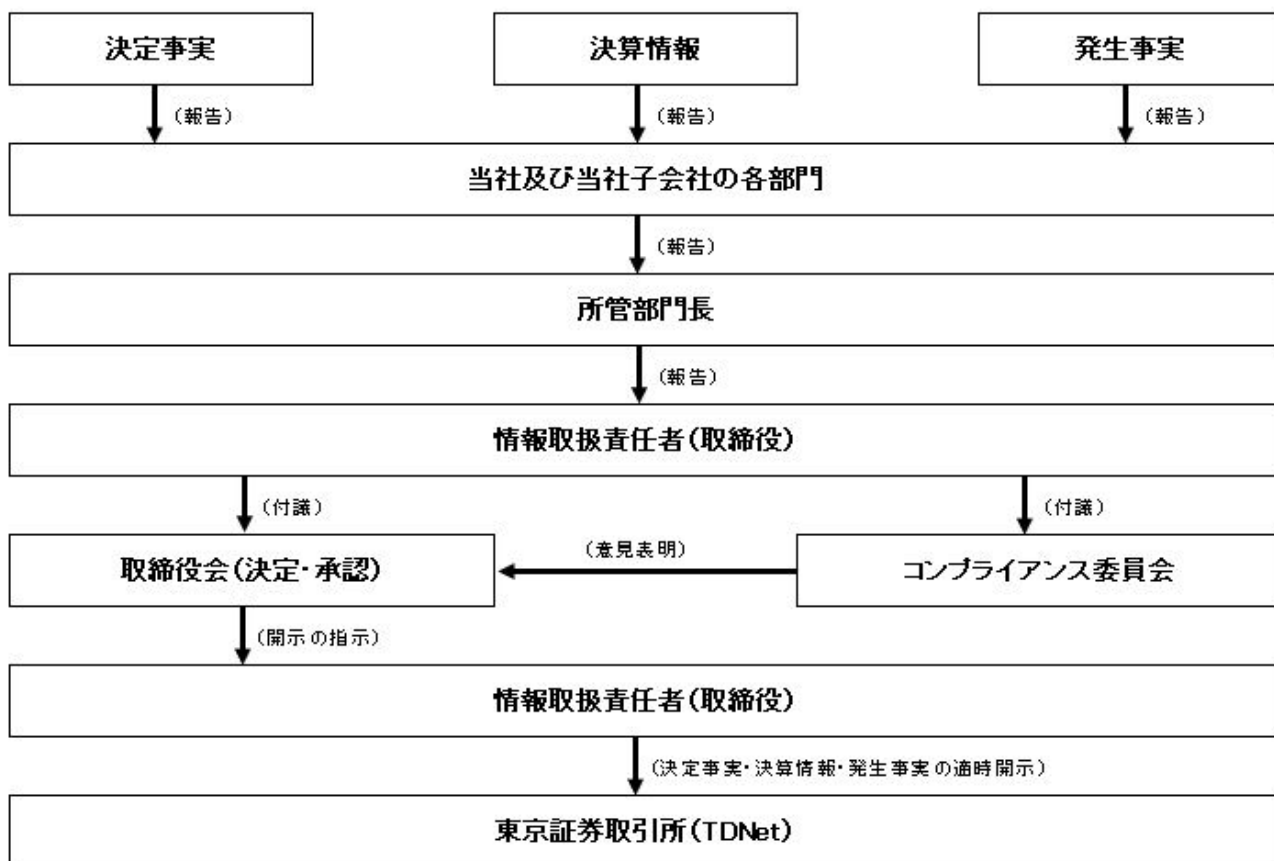 決定事実
決算情報
発生事実
(報告)
(報告)
(報告)
当社及び当社子会社の各部門
(報告)
所管部門長
(報告)
情報取扱責任者(取締役)
(付議)
(付議)
取締役会(決定・承認)
(意見表明)
コンプライアンス委員会
(開示の指示)
情報取扱責任者(取締役)
(決定事実・決算情報・発生事実の適時開示)
東京証券取引所(TDNet)